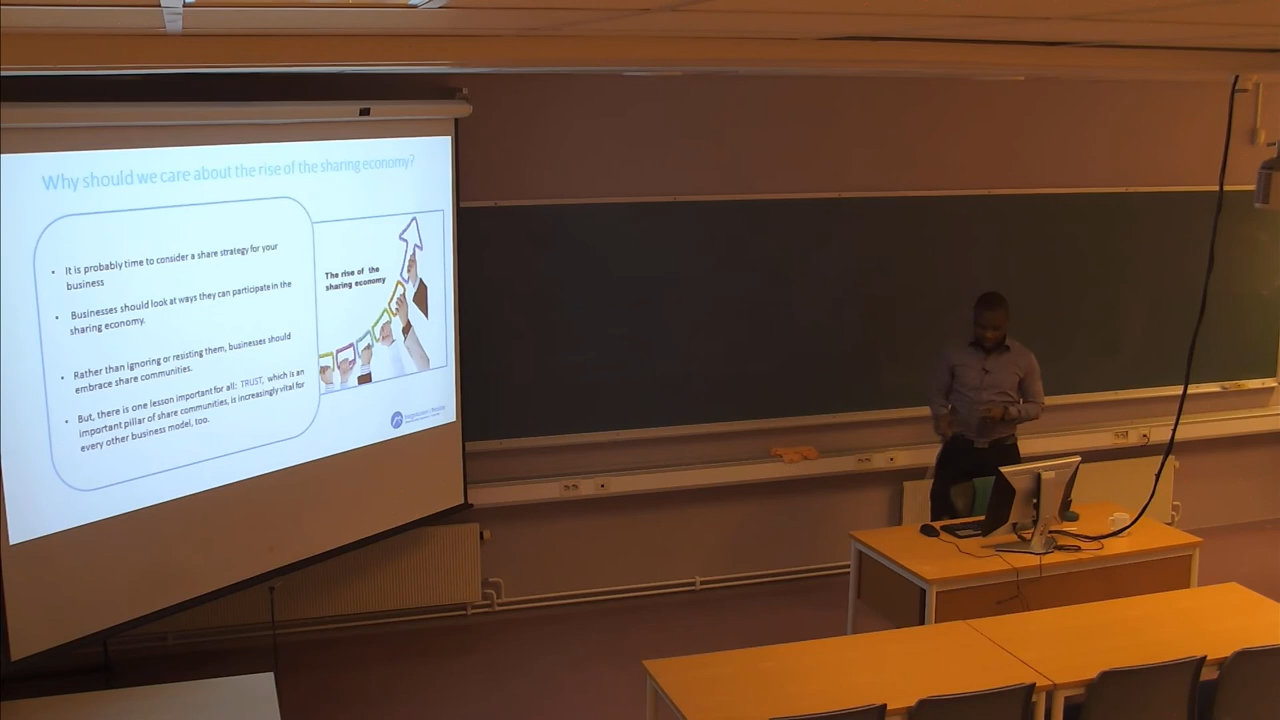 Why should we care about the rise of the sharing economy?
• It is probably time to consider a share strategy for your
business
• Businesses should look at ways they can participate in the
sharing economy.
• Rather than ignoring or resisting them, businesses should
embrace share communities.
• But, there is one lesson important for all: TRUST, which is an
important pillar of share communities, is increasingly vital for
every other business model, too.
The rise of the
sharing economy